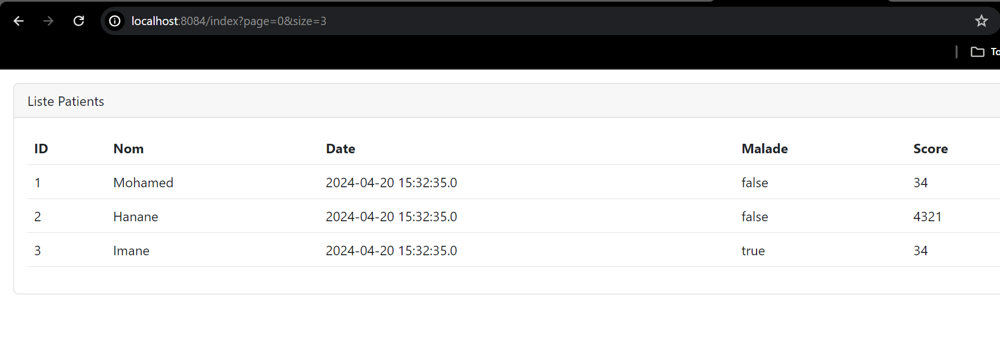 localhost:8084/index?page=0&size=3
Liste Patients
ID Nom Date Malade Score
1 Mohamed 2024-04-20 15:32:35.0 false 34
2 Hanane 2024-04-20 15:32:35.0 false 4321
3 Imane 2024-04-20 15:32:35.0 true 34